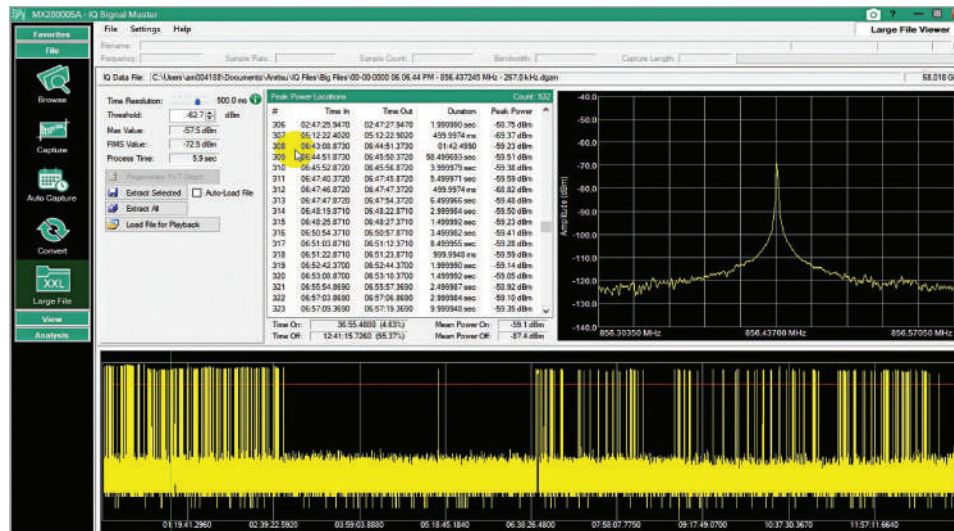 MX280005A - IQ Signal Master
Favorites
File
Browse
Capture
Auto Capture
Convert
XXL
Large File
View
Analysis
File Settings Help
Large File Viewer
Filename:
Frequency: Sample Rate: Sample Count: Bandwidth: Capture Length:
Time Resolution: 500.0 ns
Threshold: -62.7 dBm
Max Value: -57.5 dBm
RMS Value: -72.5 dBm
Process Time: 5.9 sec
Extract Selected Auto-Load File
Extract All
Load File for Playback
Peak Power Locations Count: 532
# Time In Time Out Duration Peak Power
306 02:47:25.9470 02:47:27.9470 1.999990 sec -58.75 dBm
307 05:12:22.4020 05:12:22.9020 499.9974 ms -69.37 dBm
308 06:43:08.8730 06:44:51.3730 01:42.4990 -59.23 dBm
309 06:44:51.8730 06:45:50.3720 58.499693 sec -59.51 dBm
310 06:45:52.8720 06:45:56.8720 3.999979 sec -59.38 dBm
311 06:47:40.3720 06:47:45.8720 5.499971 sec -59.59 dBm
312 06:47:46.8720 06:47:47.3720 499.9974 ms -68.82 dBm
313 06:47:47.8720 06:47:54.3720 6.499966 sec -59.48 dBm
314 06:48:19.8710 06:48:22.8710 2.999984 sec -59.50 dBm
315 06:48:25.8710 06:48:27.3710 1.499992 sec -59.23 dBm
316 06:50:54.3710 06:50:57.8710 3.499982 sec -59.41 dBm
317 06:51:03.8710 06:51:12.3710 8.499955 sec -59.28 dBm
318 06:51:22.8710 06:51:23.8710 999.9948 ms -59.59 dBm
319 06:52:42.3700 06:52:44.3700 1.999990 sec -59.14 dBm
320 06:53:08.8700 06:53:10.3700 1.499992 sec -59.05 dBm
321 06:55:54.8690 06:55:57.3690 2.499987 sec -58.92 dBm
322 06:57:03.8690 06:57:06.8690 2.999984 sec -59.10 dBm
323 06:57:09.3690 06:57:19.3690 9.999948 sec -59.35 dBm
Time On: 36:55.4800 (4.63%) Mean Power On: -59.1 dBm
Time Off: 12:41:15.7260 (95.37%) Mean Power Off: -87.4 dBm
Amplitude (dBm)
-40.0
-60.0
-80.0
-100.0
-120.0
-140.0
856.30350 MHz 856.43700 MHz 856.57050 MHz
01:19:41.2960 02:39:22.5920 03:59:03.8880 05:18:45.1840 06:38:26.4800 07:58:07.7750 09:17:49.0700 10:37:30.3670 11:57:11.6640